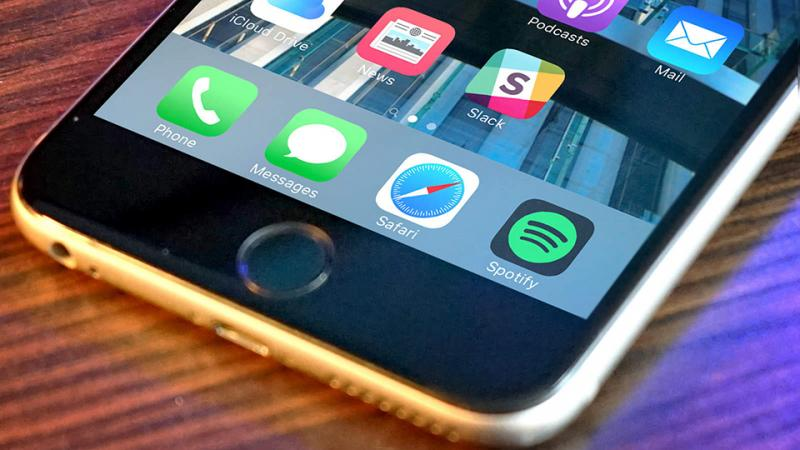 iCloud Drive
News
Podcasts
Mail
Slack
S
Phone
Messages
Safari
Spotify